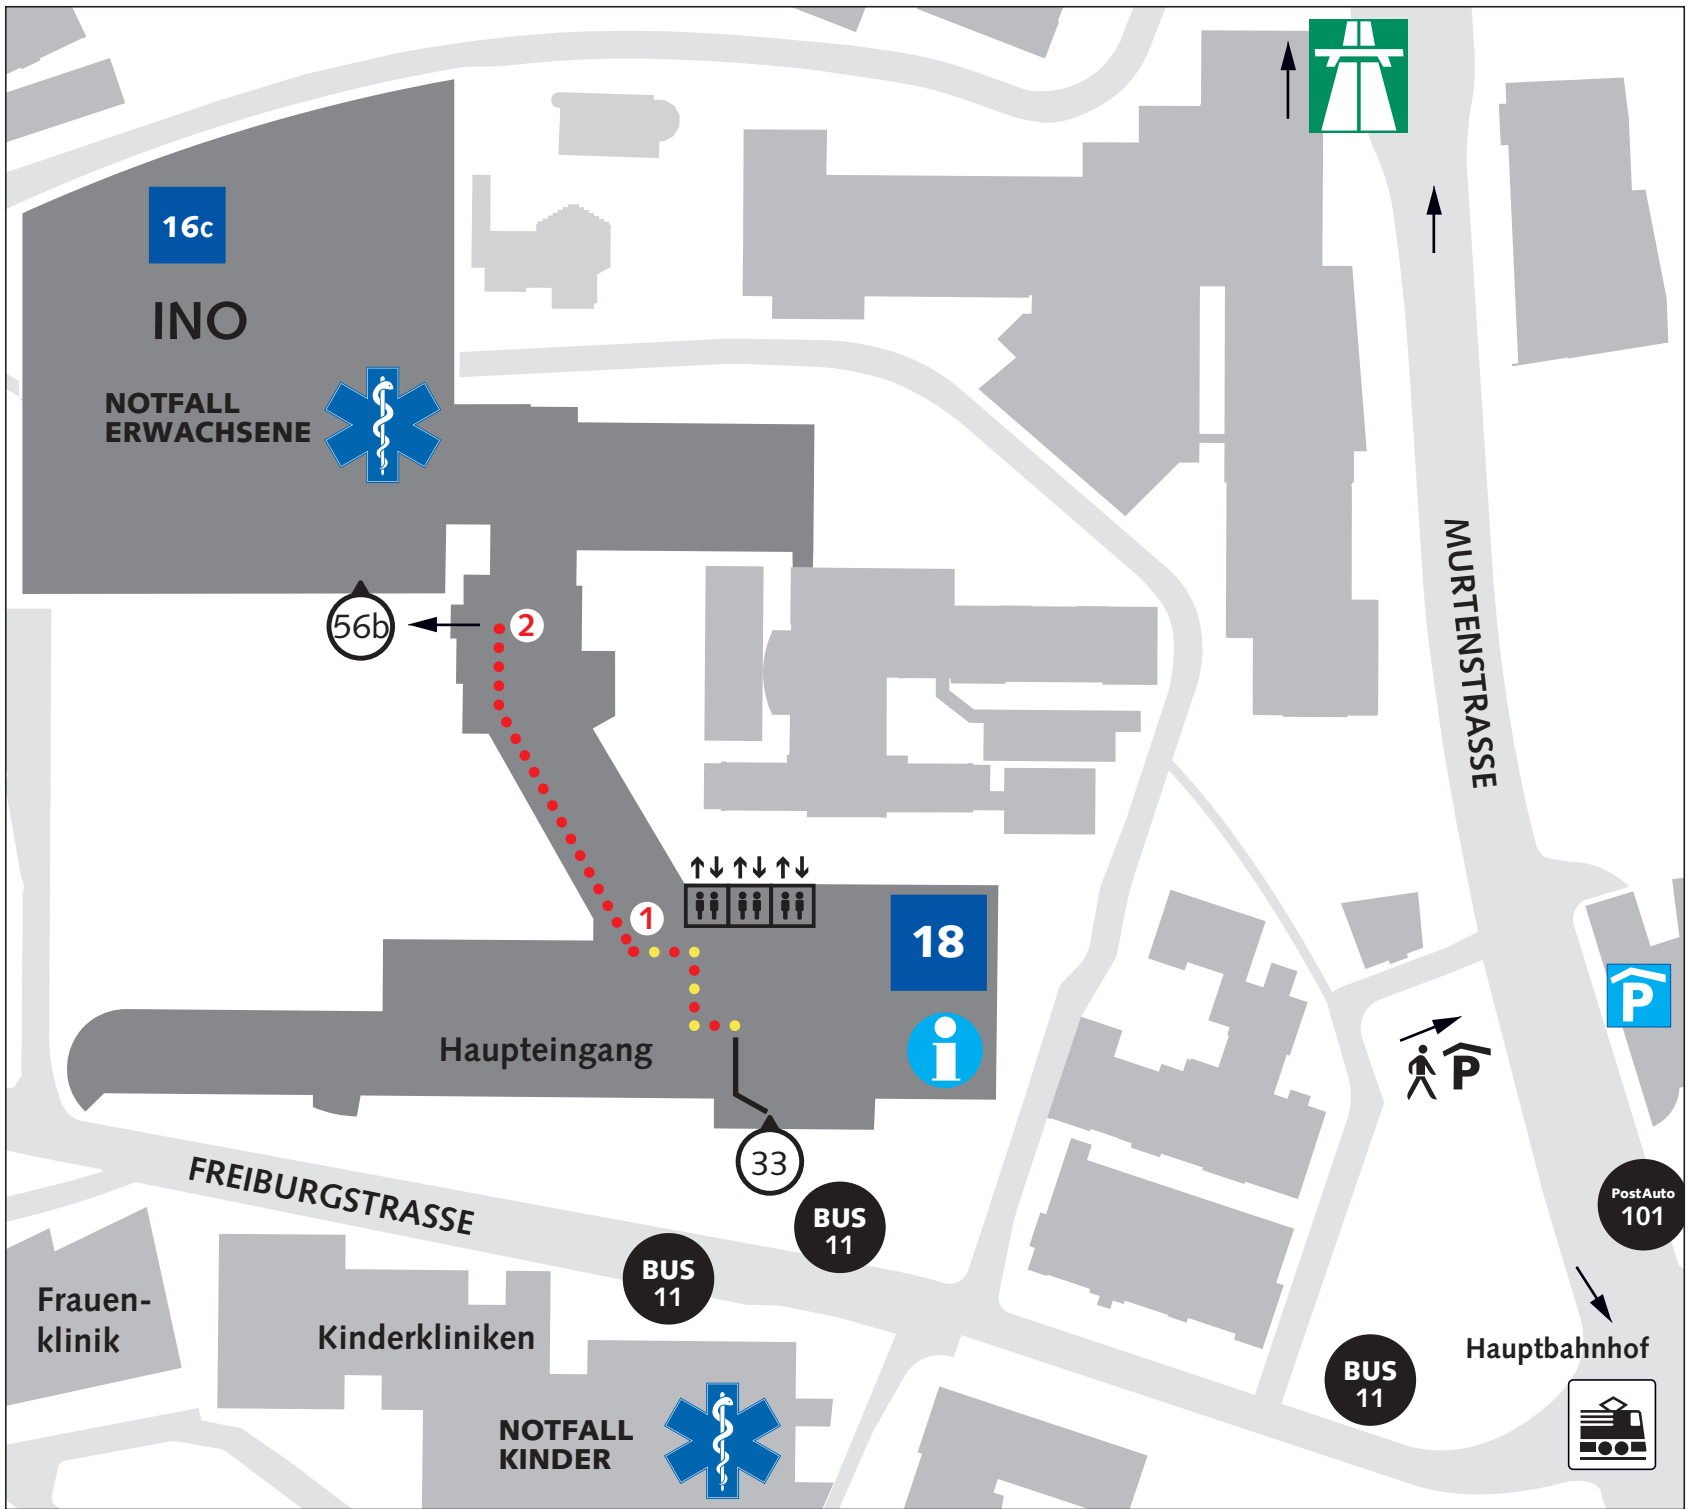 16c
INO
NOTFALL
ERWACHSENE
56b
2
1
18
i
Haupteingang
33
MURTENSTRASSE
P
P
FREIBURGSTRASSE
BUS
11
BUS
11
PostAuto
101
Frauen-
klinik
Kinderkliniken
NOTFALL
KINDER
BUS
11
Hauptbahnhof